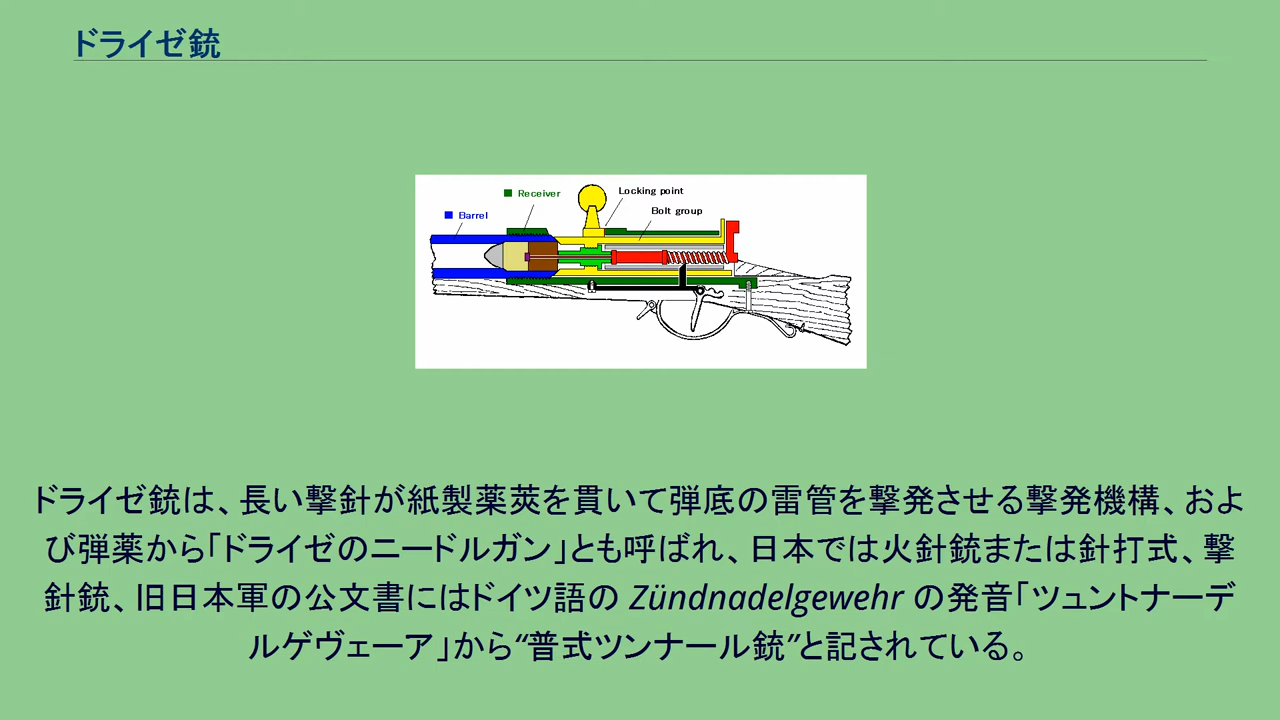 ドライゼ銃
Locking point
Receiver
Bolt group
Barrel
ドライゼ銃は、長い撃針が紙製薬莢を貫いて弾底の雷管を撃発させる撃発機構、およ
び弾薬から「ドライゼのニードルガン」とも呼ばれ、日本では火針銃または針打式、撃
針銃、旧日本軍の公文書にはドイツ語の Zündnadelgewehr の発音「ツュントナーデ
ルゲヴェーア」から“普式ツンナール銃”と記されている。